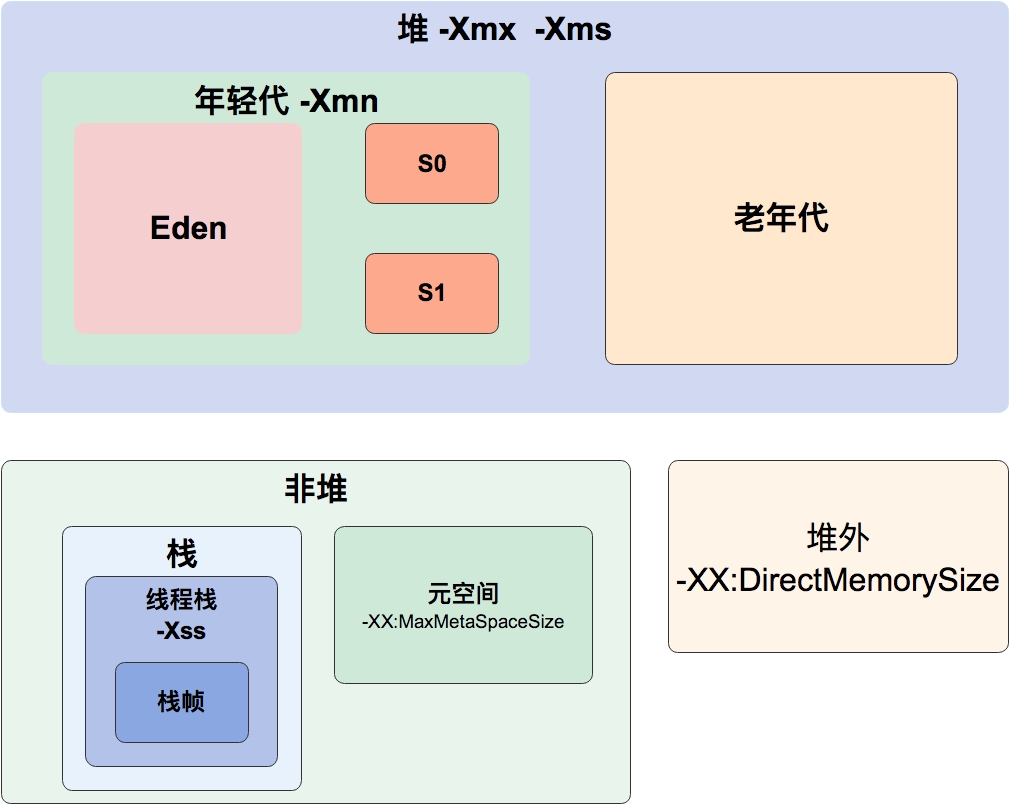 堆 -Xmx  -Xms
年轻代 -Xmn
Eden
S0
S1
老年代
非堆
栈
线程栈
-Xss
栈帧
元空间
-XX:MaxMetaSpaceSize
堆外
-XX:DirectMemorySize